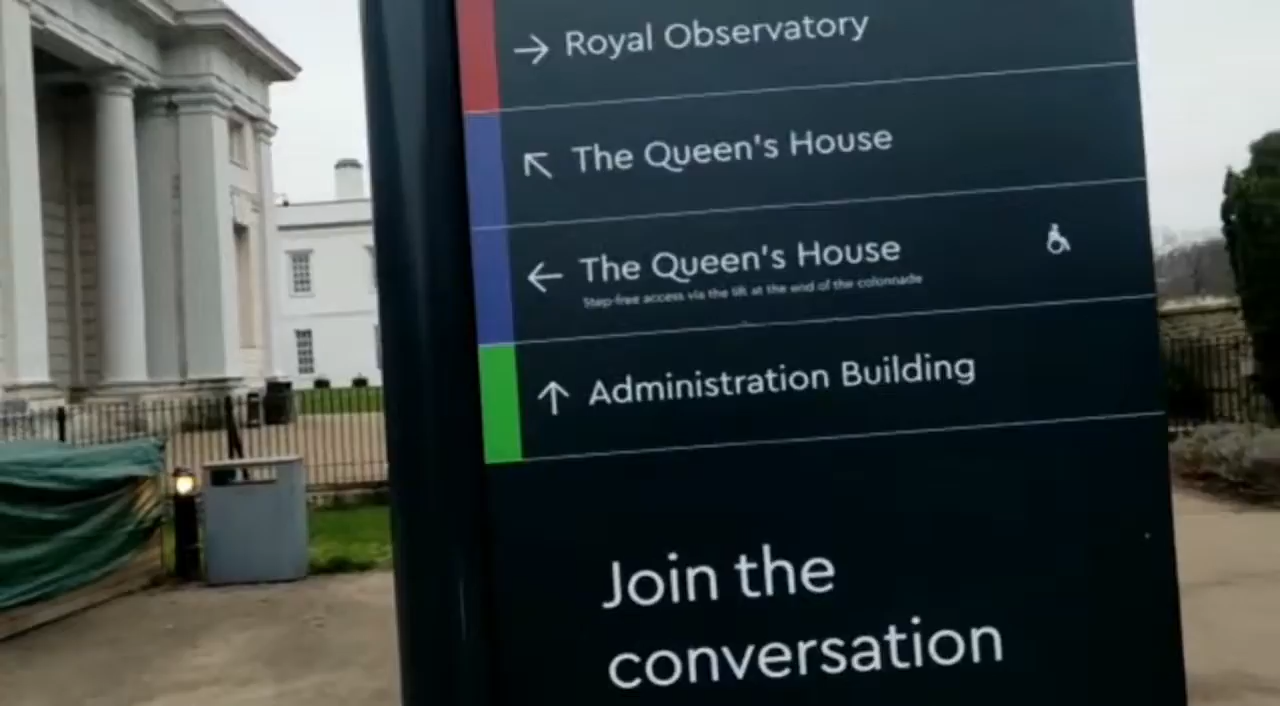 Royal Observatory
The Queen's House
The Queen's House
Step-free access via the lift at the end of the colonnade
Administration Building
Join the
conversation